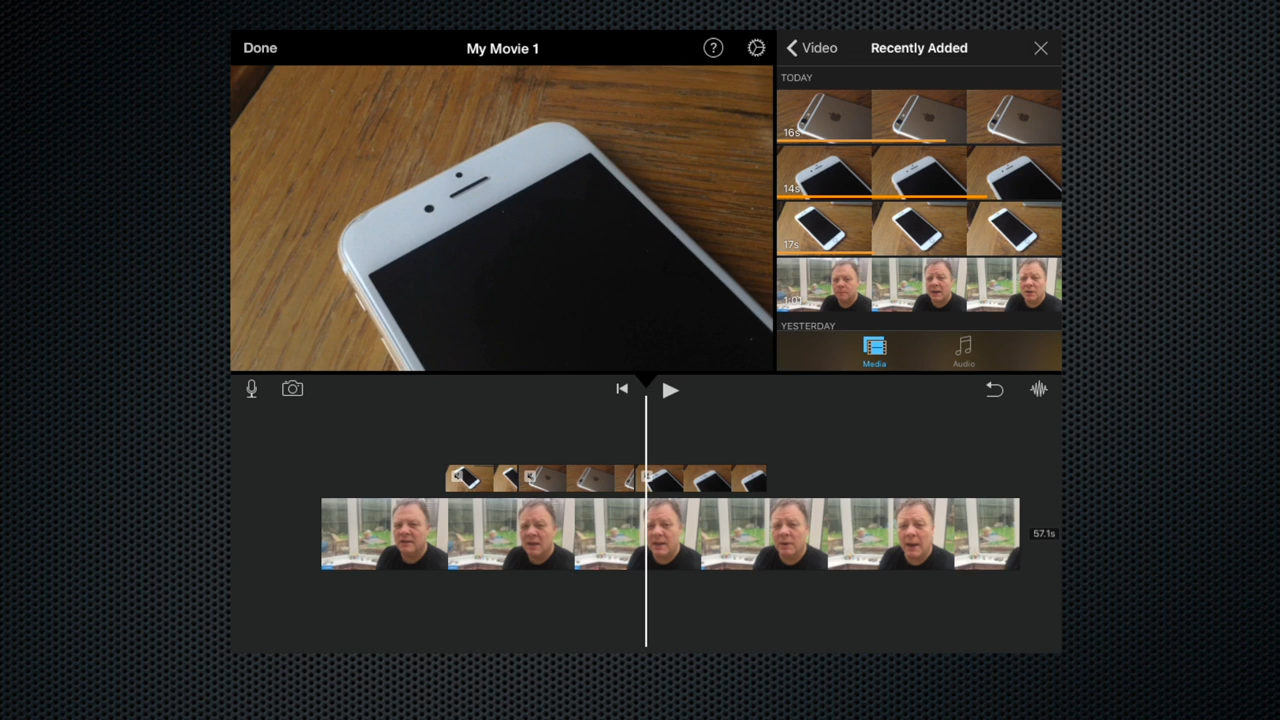 Done
My Movie 1
?
Video
Recently Added
TODAY
16s
14s
17s
YESTERDAY
Media
Audio
57.1s